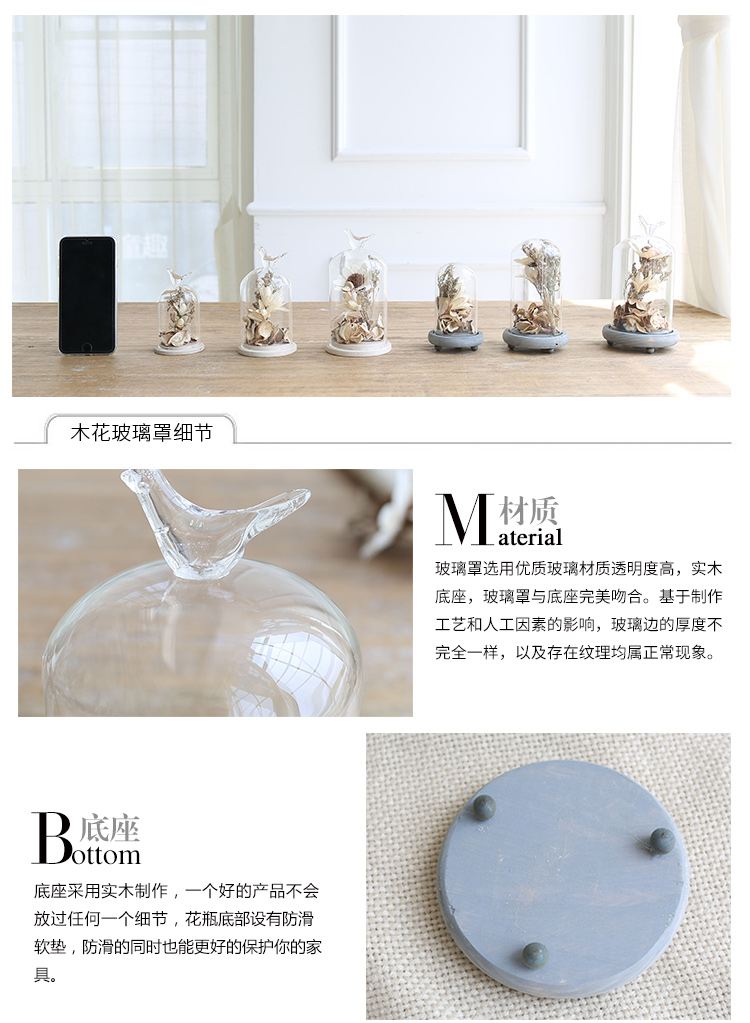 木花玻璃罩细节
材质
Material
玻璃罩选用优质玻璃材质透明度高，实木
底座，玻璃罩与底座完美吻合。基于制作
工艺和人工因素的影响，玻璃边的厚度不
完全一样，以及存在纹理均属正常现象。
底座
Bottom
底座采用实木制作，一个好的产品不会
放过任何一个细节，花瓶底部设有防滑
软垫，防滑的同时也能更好的保护你的家
具。